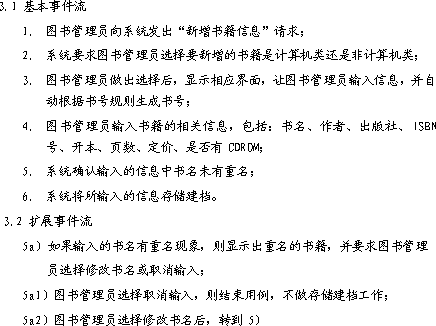 3.1 基本事件流
1. 图书管理员向系统发出“新增书籍信息”请求；
2. 系统要求图书管理员选择要新增的书籍是计算机类还是非计算机类；
3. 图书管理员做出选择后，显示相应界面，让图书管理员输入信息，并自
动根据书号规则生成书号；
4. 图书管理员输入书籍的相关信息，包括：书名、作者、出版社、ISBN
号、开本、页数、定价、是否有CDROM；
5. 系统确认输入的信息中书名未有重名；
6. 系统将所输入的信息存储建档。
3.2 扩展事件流
5a）如果输入的书名有重名现象，则显示出重名的书籍，并要求图书管理
员选择修改书名或取消输入；
5a1）图书管理员选择取消输入，则结束用例，不做存储建档工作；
5a2）图书管理员选择修改书名后，转到5）